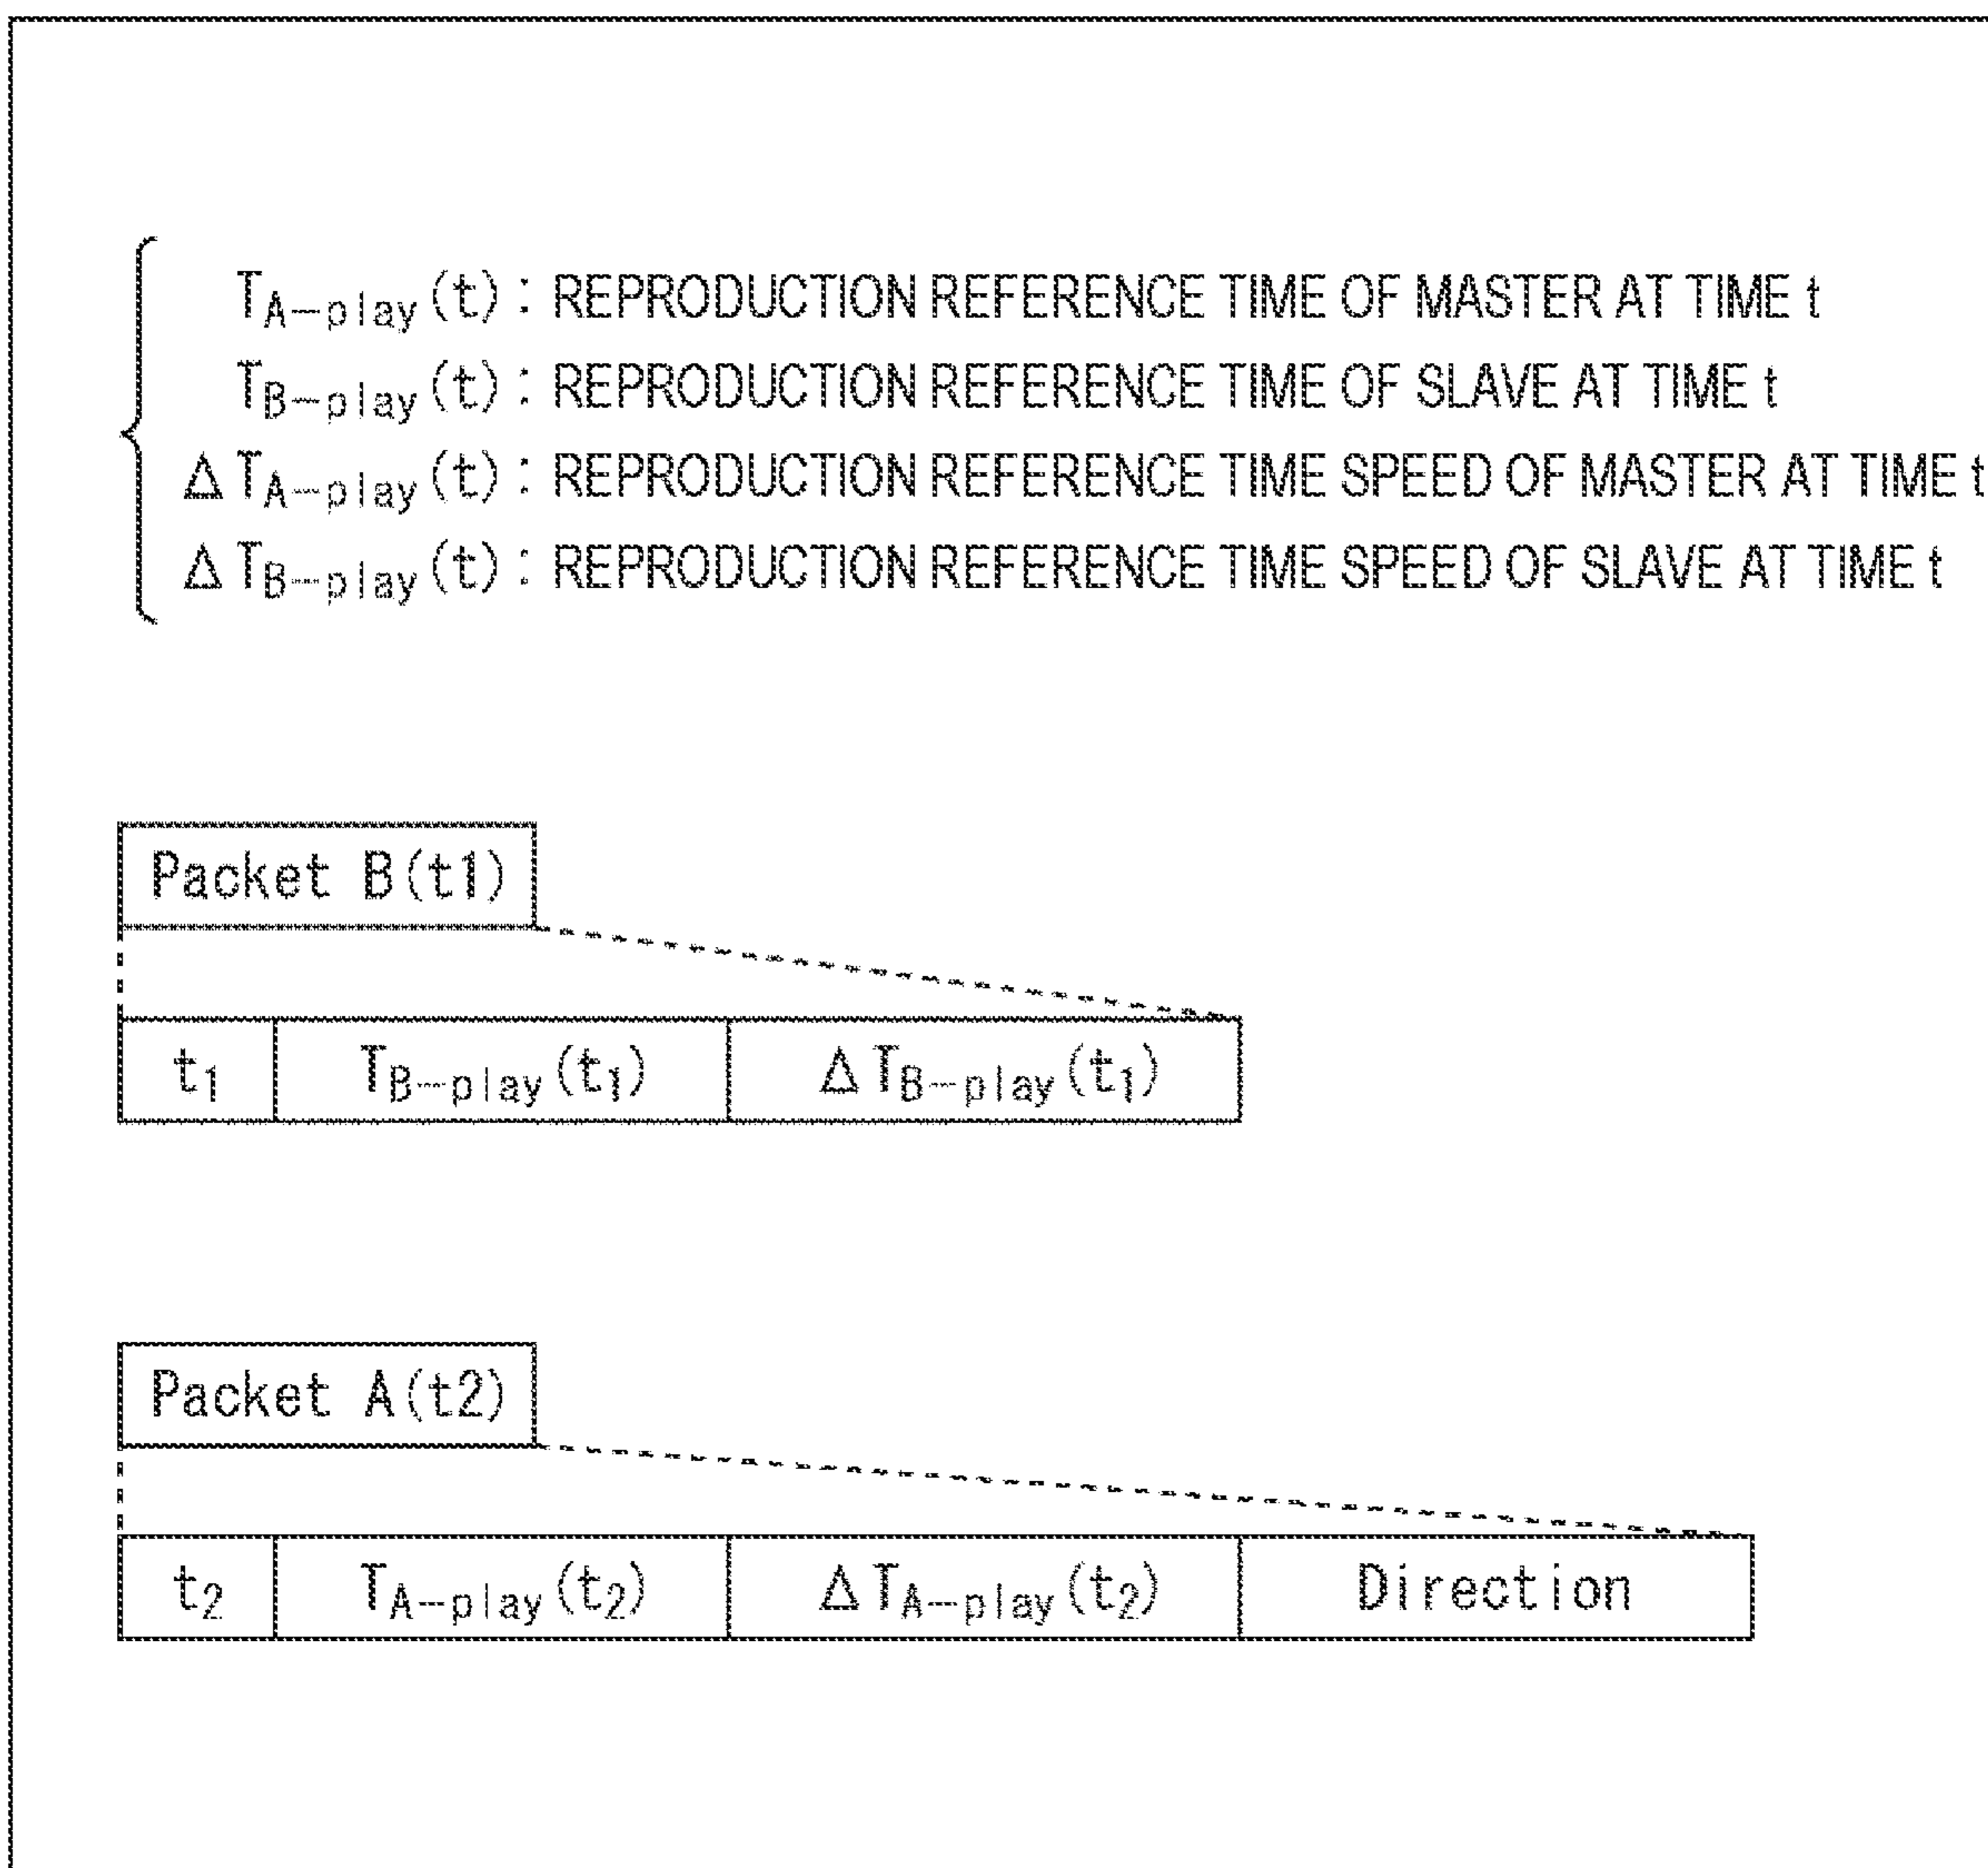 T_A-play(t): REPRODUCTION REFERENCE TIME OF MASTER AT TIME t
T_B-play(t): REPRODUCTION REFERENCE TIME OF SLAVE AT TIME t
ΔT_A-play(t): REPRODUCTION REFERENCE TIME SPEED OF MASTER AT TIME t
ΔT_B-play(t): REPRODUCTION REFERENCE TIME SPEED OF SLAVE AT TIME t
Packet B(t1)
t₁ T_B-play(t₁) ΔT_B-play(t₁)
Packet A(t2)
t₂ T_A-play(t₂) ΔT_A-play(t₂) Direction